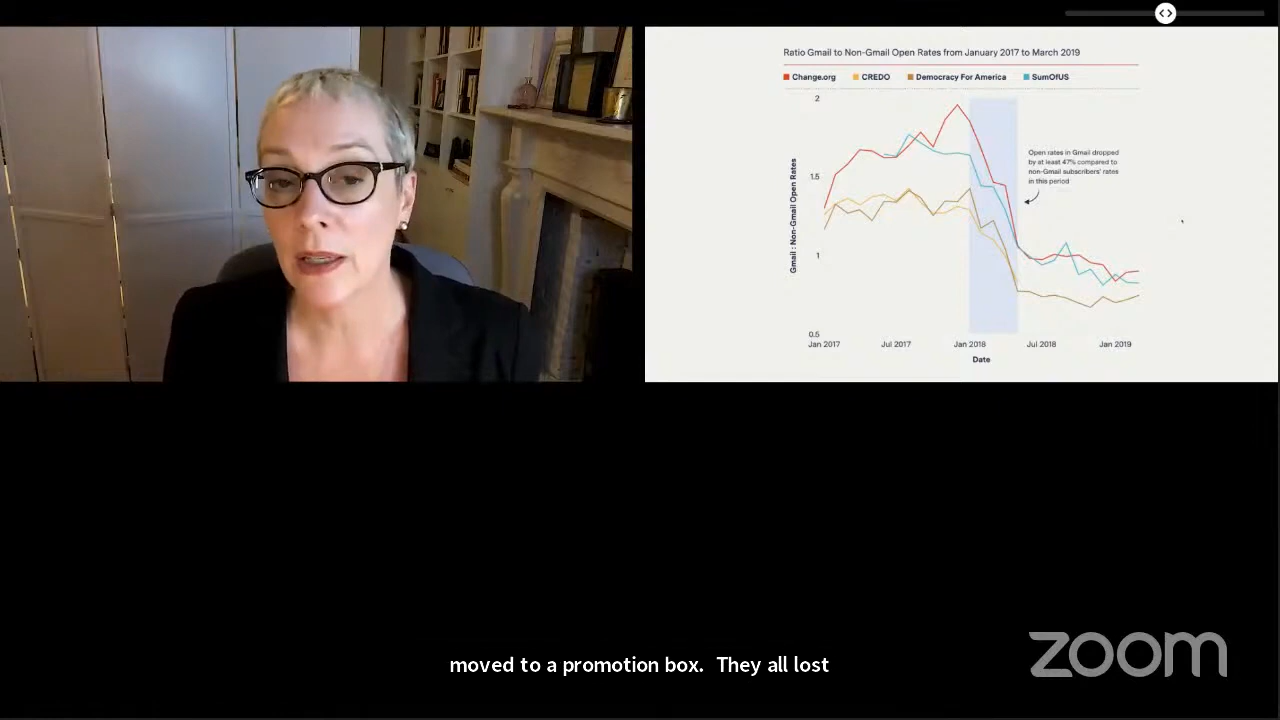 Ratio Gmail to Non-Gmail Open Rates from January 2017 to March 2019
Change.org CREDO Democracy For America SumOfUS
2
1.5
1
0.5
Gmail : Non-Gmail Open Rates
Open rates in Gmail dropped
by at least 47% compared to
non-Gmail subscribers' rates
in this period
Jan 2017 Jul 2017 Jan 2018 Jul 2018 Jan 2019
Date
moved to a promotion box. They all lost
zoom